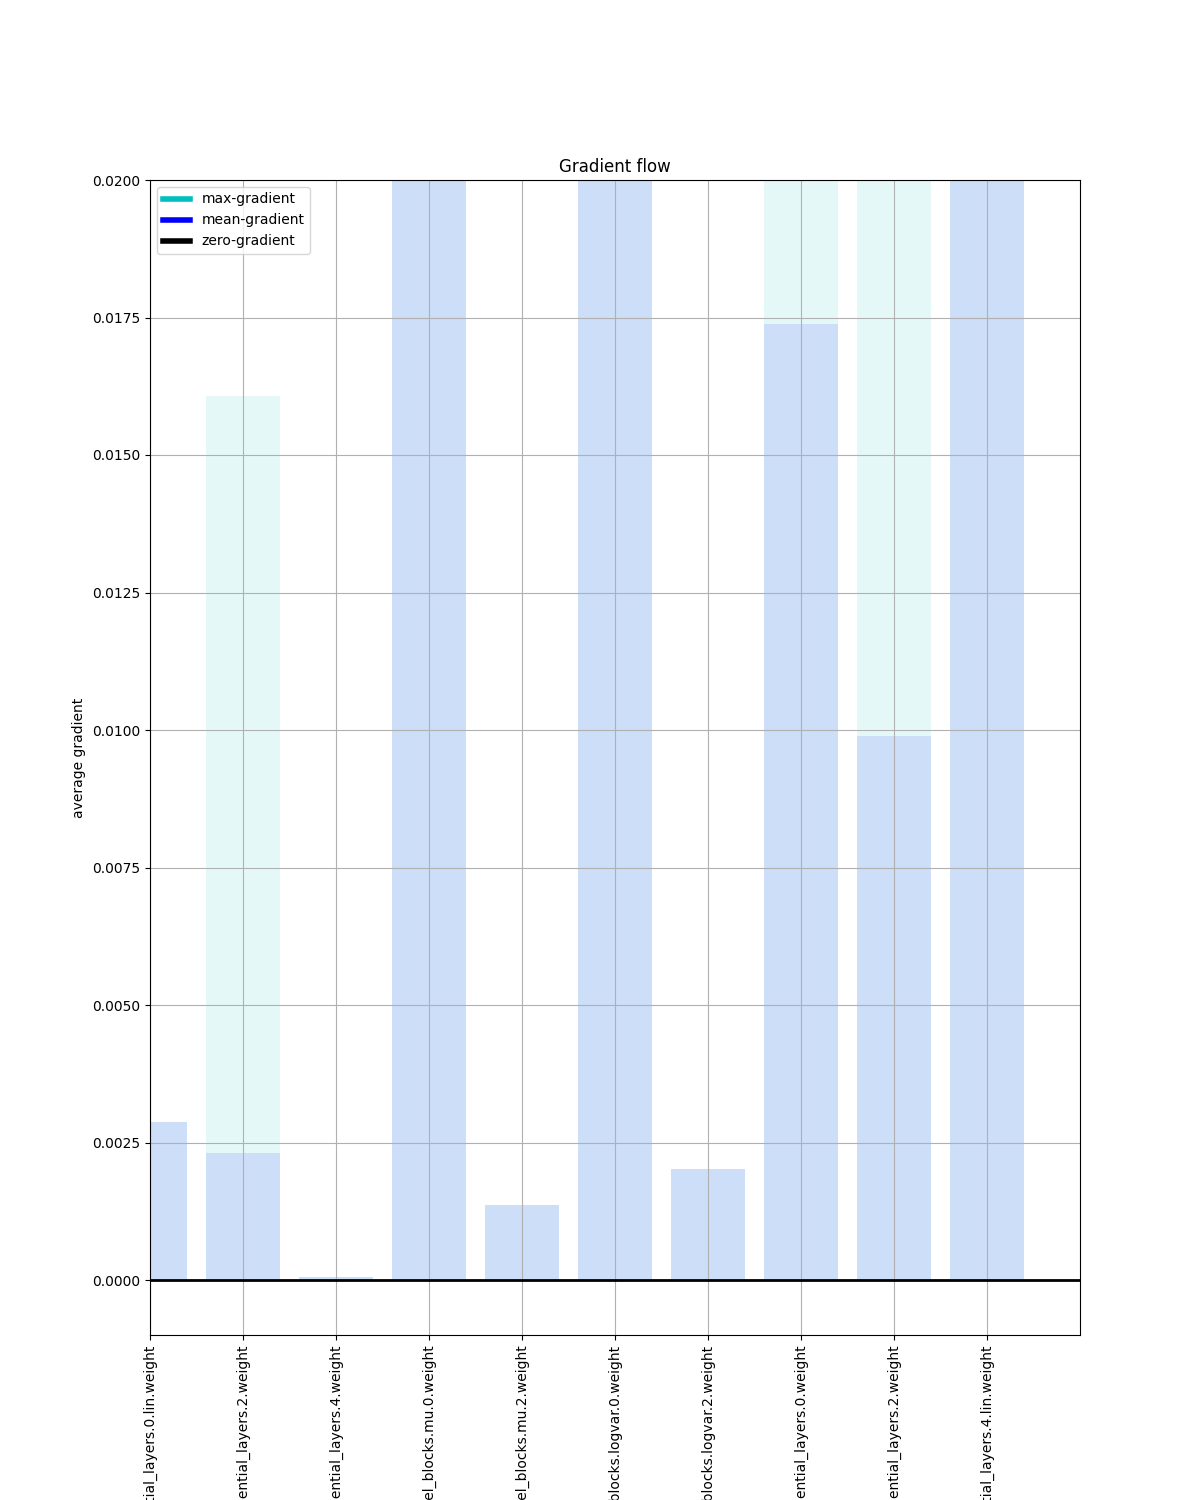 Gradient flow
max-gradient
mean-gradient
zero-gradient
0.0200
0.0175
0.0150
0.0125
0.0100
0.0075
0.0050
0.0025
0.0000
average gradient
tial_layers.0.lin.weight
ential_layers.2.weight
ential_layers.4.weight
el_blocks.mu.0.weight
el_blocks.mu.2.weight
blocks.logvar.0.weight
blocks.logvar.2.weight
ential_layers.0.weight
ential_layers.2.weight
tial_layers.4.lin.weight